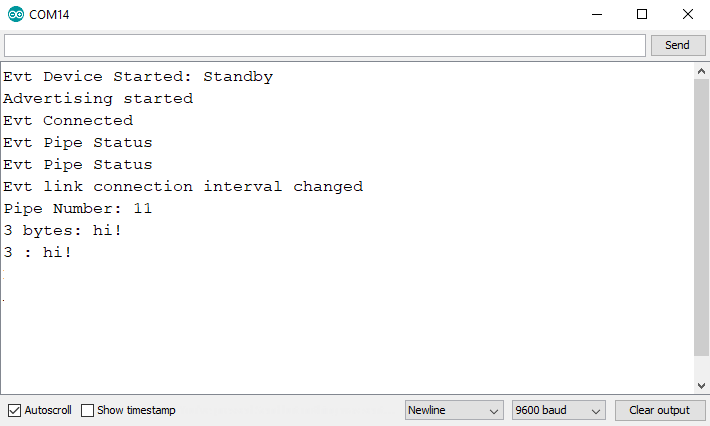 COM14
Send
Evt Device Started: Standby
Advertising started
Evt Connected
Evt Pipe Status
Evt Pipe Status
Evt link connection interval changed
Pipe Number: 11
3 bytes: hi!
3 : hi!
Autoscroll
Show timestamp
Newline
9600 baud
Clear output